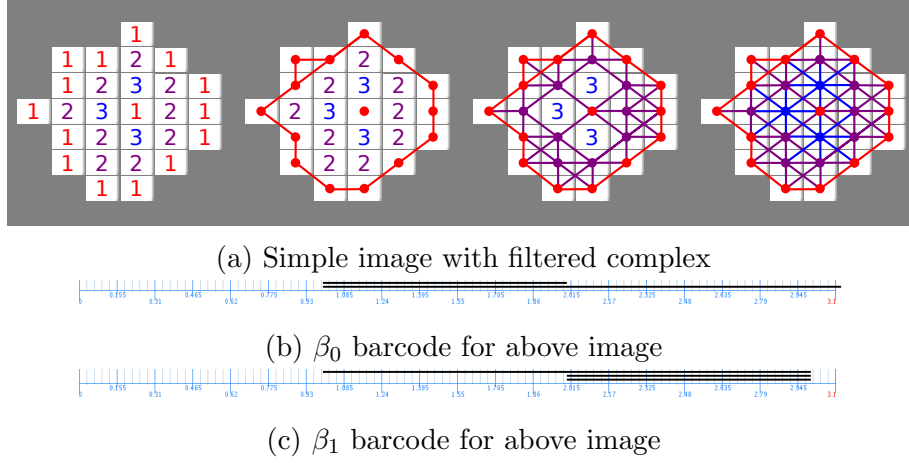 1
1 1 2 1 2
1 2 3 2 1 2 3 2 3
1 2 3 1 2 1 2 3 2 3
1 2 3 2 1 2 3 2 3
1 2 2 1 2 2
1 1
(a) Simple image with filtered complex
0.155 0.465 0.775 1.085 1.395 1.705 2.015 2.325 2.635 2.945
0 0.31 0.62 0.93 1.24 1.55 1.86 2.17 2.48 2.79 3.1
(b) β0 barcode for above image
0.155 0.465 0.775 1.085 1.395 1.705 2.015 2.325 2.635 2.945
0 0.31 0.62 0.93 1.24 1.55 1.86 2.17 2.48 2.79 3.1
(c) β1 barcode for above image